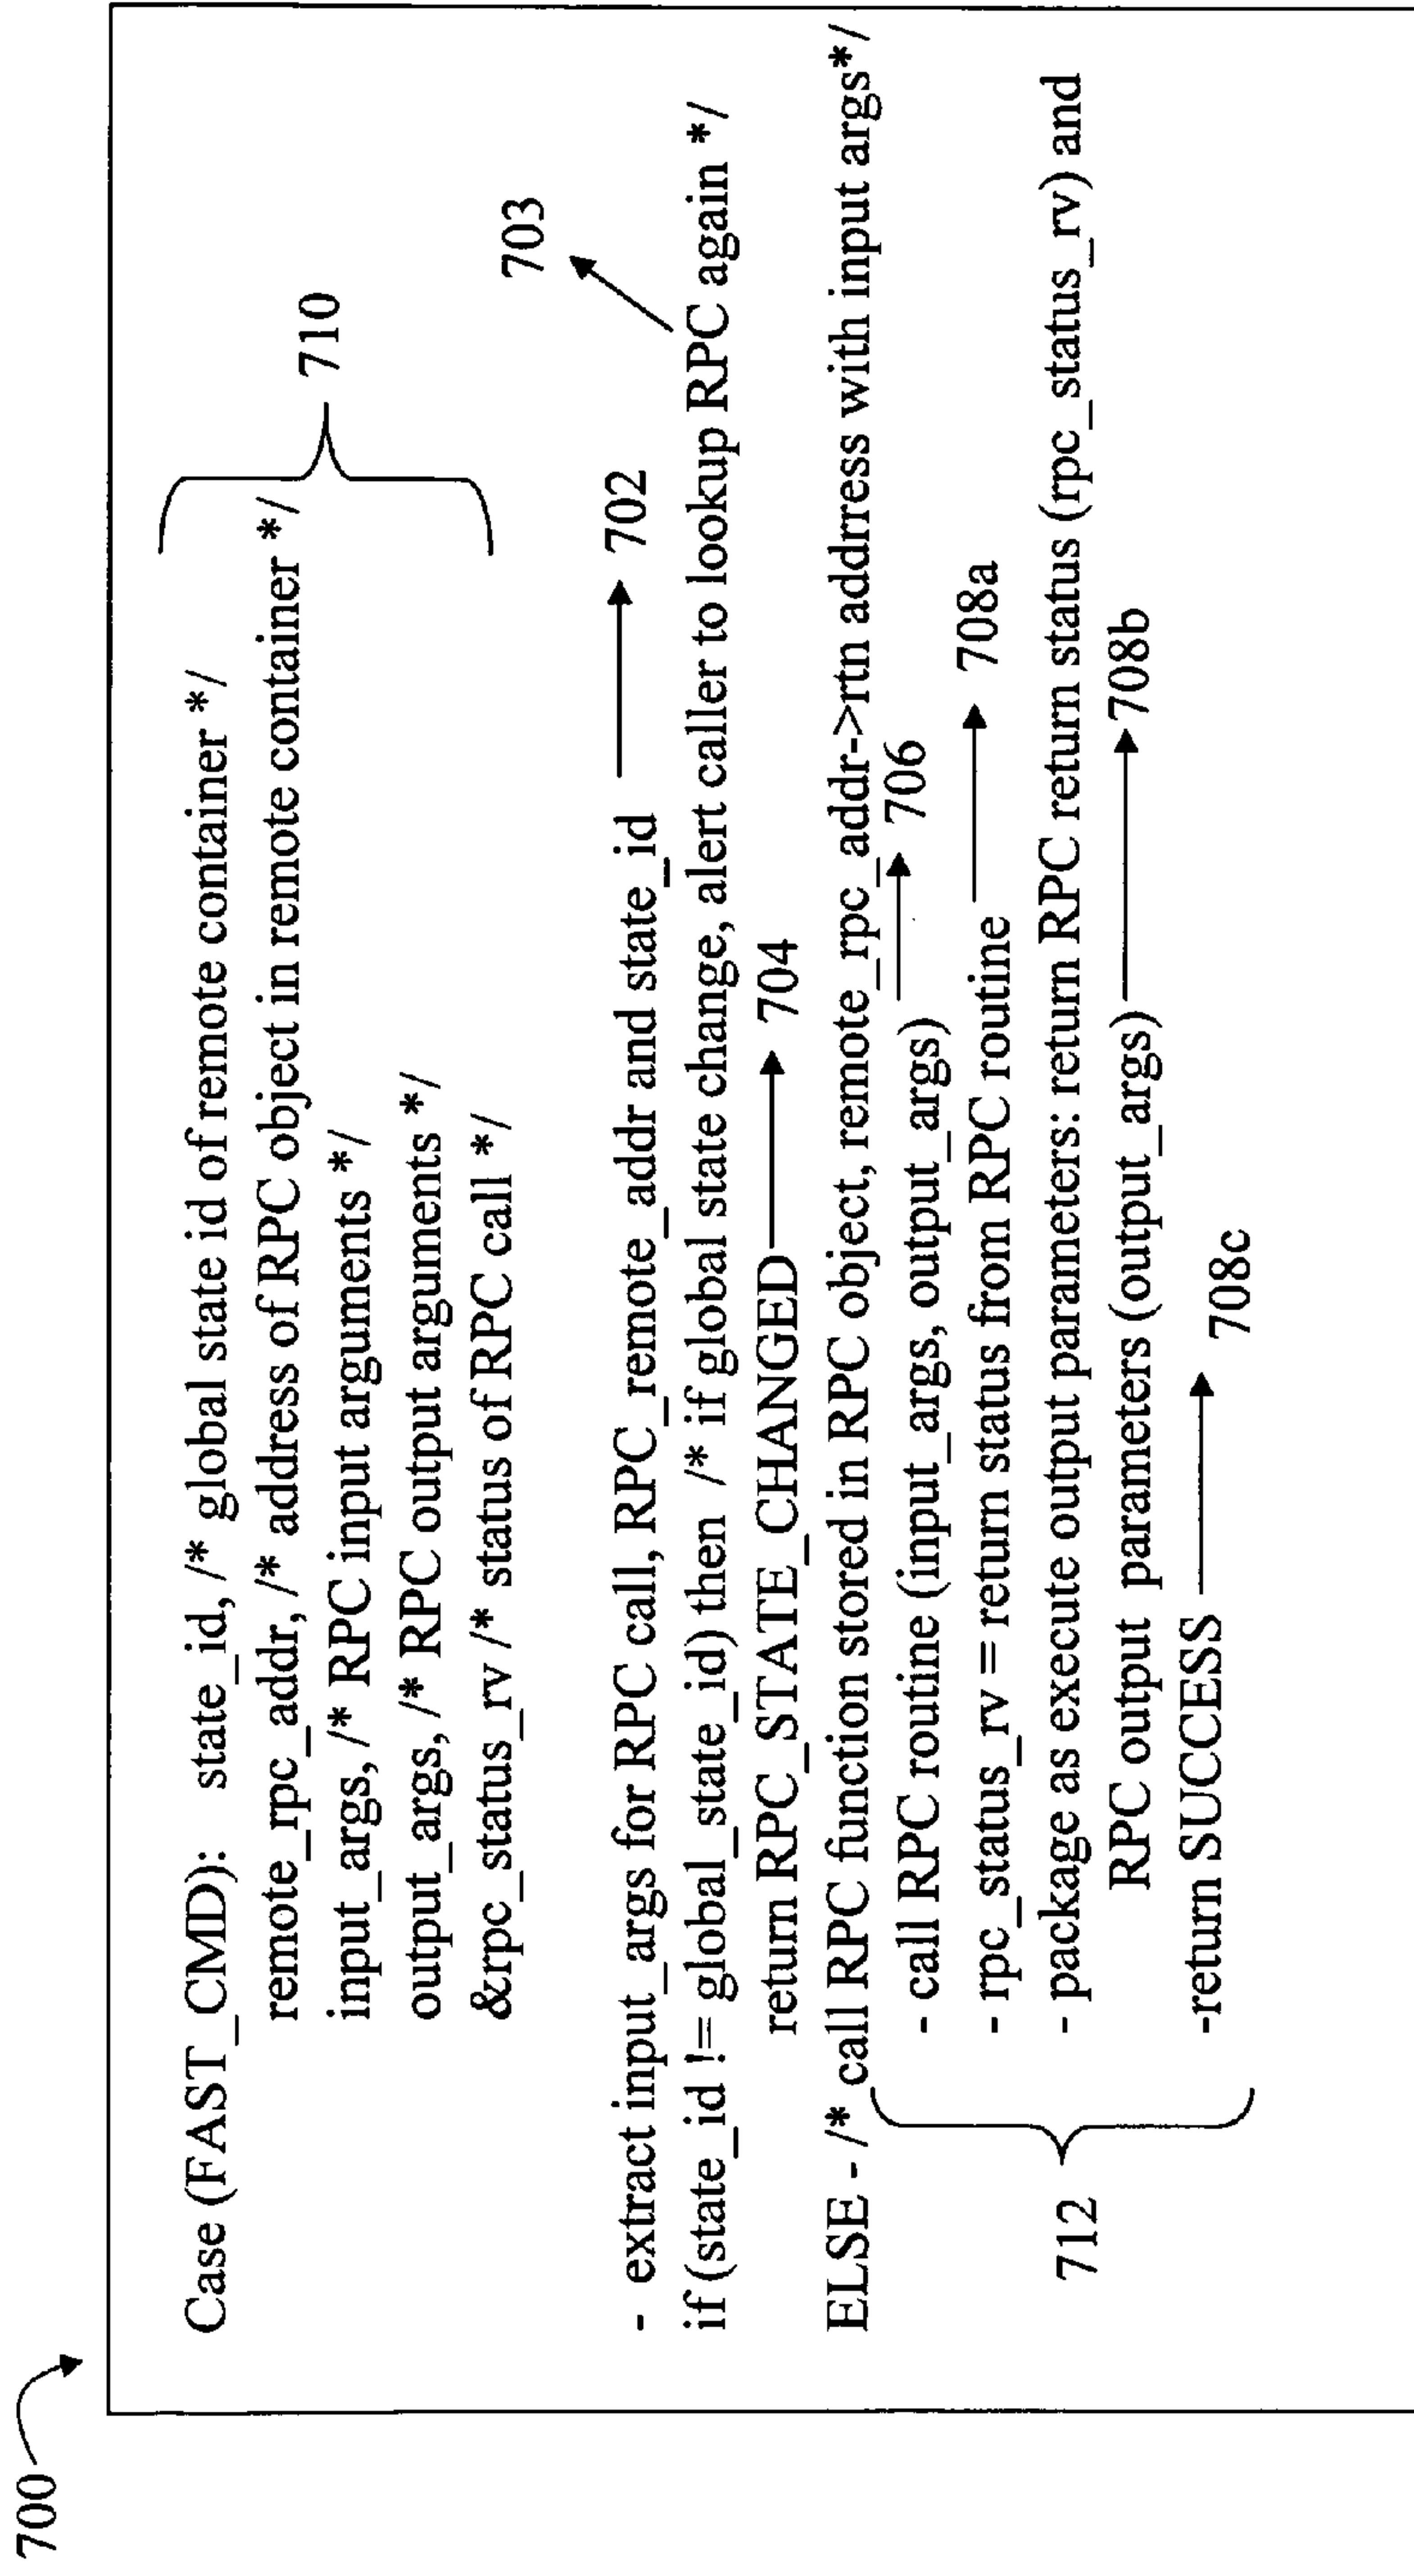 700
Case (FAST_CMD): state_id, /* global state id of remote container */
remote_rpc_addr, /* address of RPC object in remote container */
input_args, /* RPC input arguments */
output_args, /* RPC output arguments */
&rpc_status_rv /* status of RPC call */
710
703
- extract input_args for RPC call, RPC_remote_addr and state_id 702
if (state_id != global_state_id) then /* if global state change, alert caller to lookup RPC again */
return RPC_STATE_CHANGED 704
ELSE - /* call RPC function stored in RPC object, remote_rpc_addr->rtn address with input args*/
- call RPC routine (input_args, output_args) 706
- rpc_status_rv = return status from RPC routine 708a
- package as execute output parameters: return RPC return status (rpc_status_rv) and
RPC output parameters (output_args) 708b
-return SUCCESS 708c
712